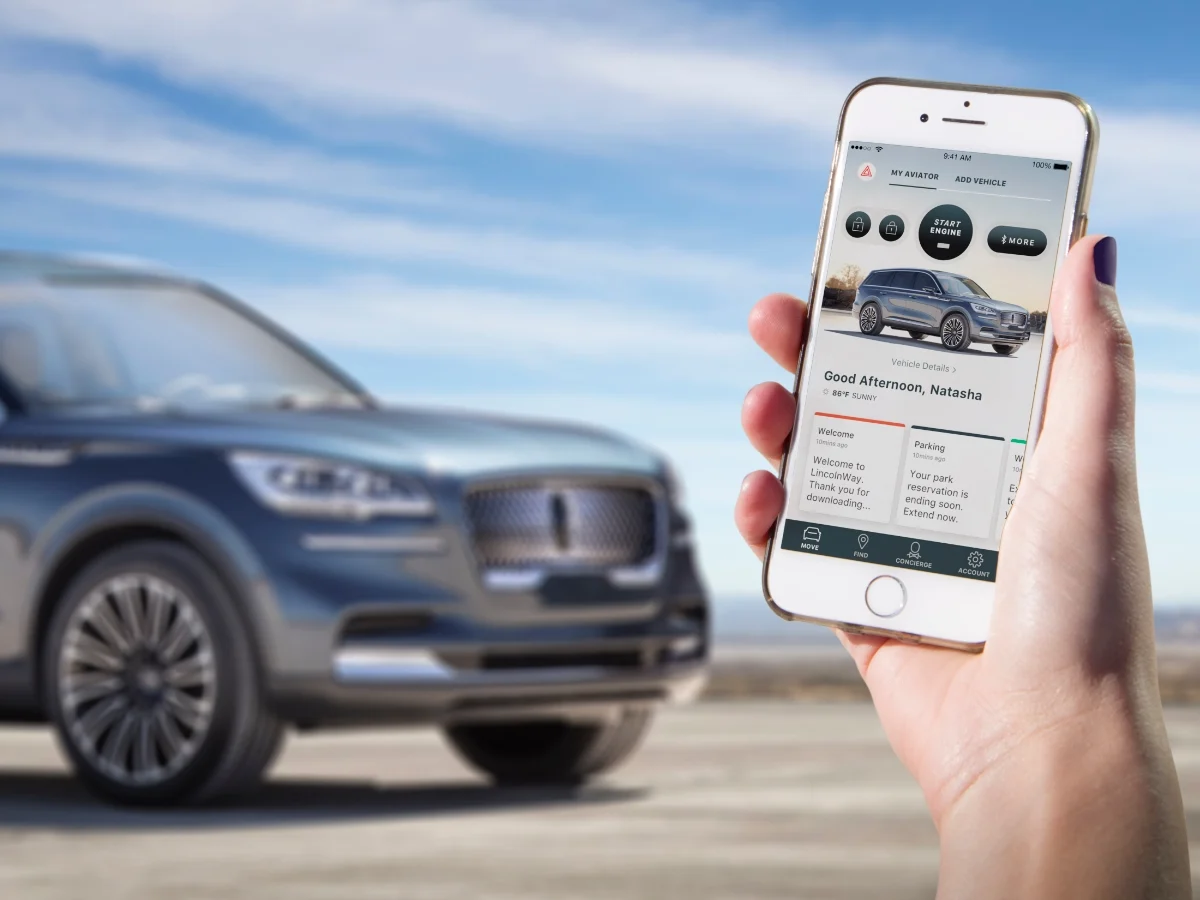 9:41 AM
100%
MY AVIATOR
ADD VEHICLE
START
ENGINE
MORE
Vehicle Details >
Good Afternoon, Natasha
86°F SUNNY
Welcome
10mins ago
Welcome to
LincolnWay.
Thank you for
downloading...
Parking
10mins ago
Your park
reservation is
ending soon.
Extend now.
MOVE
FIND
CONCIERGE
ACCOUNT